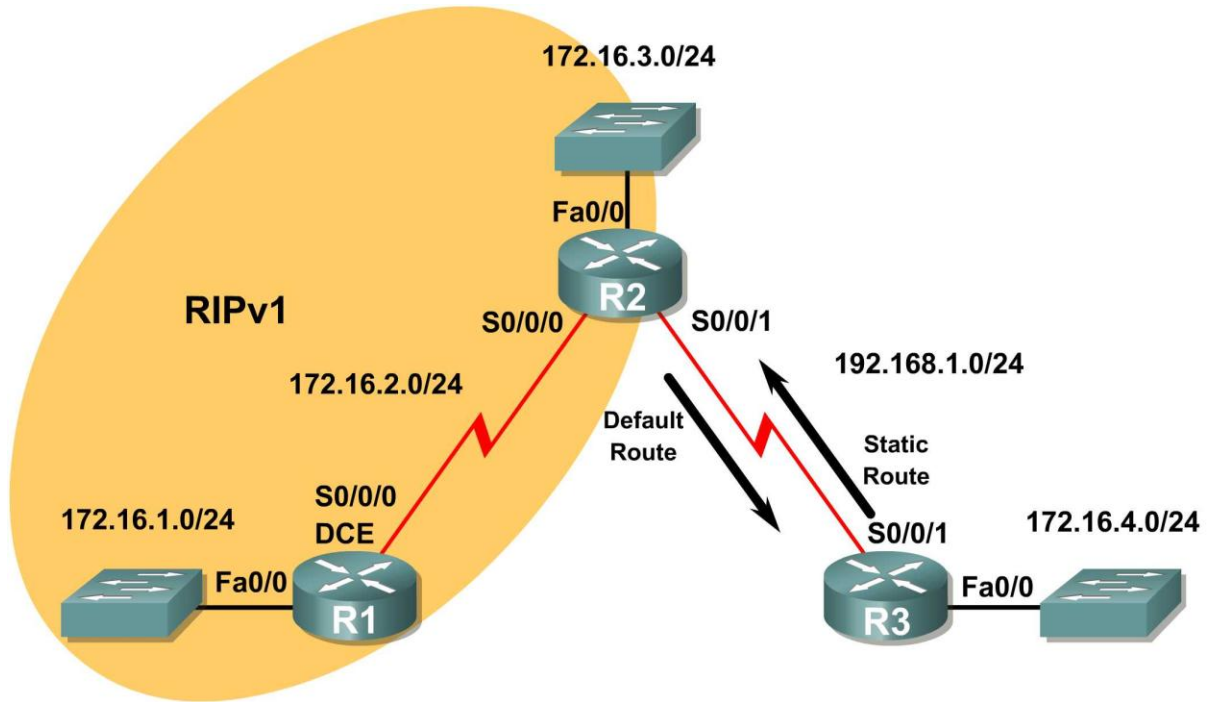 172.16.3.0/24
Fa0/0
R2
RIPv1
S0/0/0
S0/0/1
172.16.2.0/24
192.168.1.0/24
Default
Route
Static
Route
S0/0/0
DCE
172.16.1.0/24
Fa0/0
R1
S0/0/1
172.16.4.0/24
Fa0/0
R3